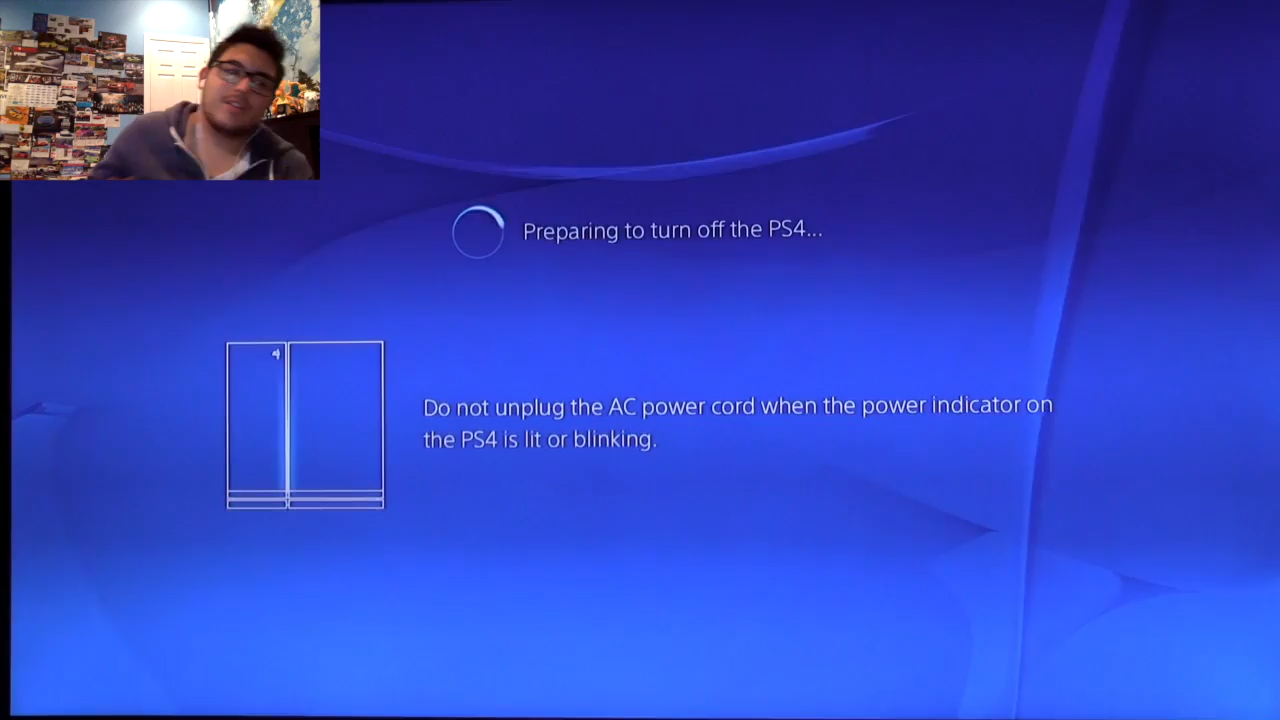 Preparing to turn off the PS4...
Do not unplug the AC power cord when the power indicator on
the PS4 is lit or blinking.